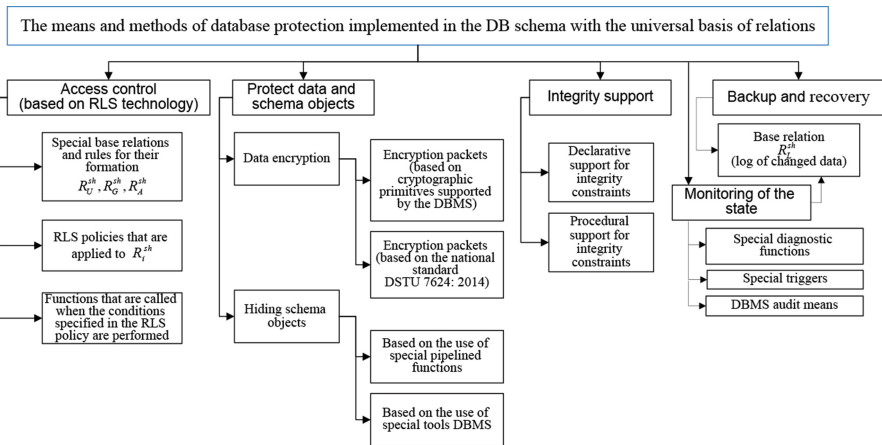 The means and methods of database protection implemented in the DB schema with the universal basis of relations
Access control
(based on RLS technology)
Special base relations
and rules for their
formation
R_U^{sh}, R_G^{sh}, R_A^{sh}
RLS policies that are
applied to R_i^{sh}
Functions that are called
when the conditions
specified in the RLS
policy are performed
Protect data and
schema objects
Data encryption
Encryption packets
(based on
cryptographic
primitives supported
by the DBMS)
Encryption packets
(based on the national
standard
DSTU 7624: 2014)
Hiding schema
objects
Based on the use of
special pipelined
functions
Based on the use of
special tools DBMS
Integrity support
Declarative
support for
integrity
constraints
Procedural
support for
integrity
constraints
Backup and recovery
Base relation
R_L^{sh}
(log of changed data)
Monitoring of the
state
Special diagnostic
functions
Special triggers
DBMS audit means